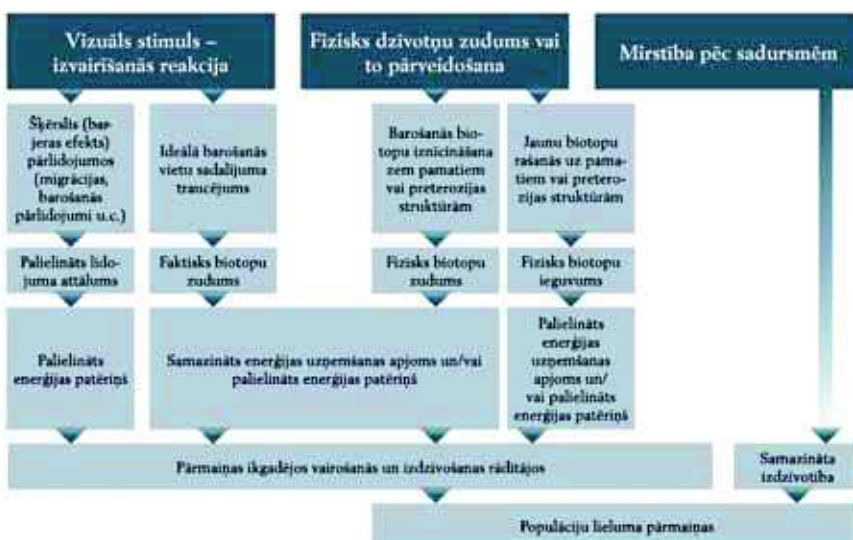 Vizuāls stimuls –
izvairīšanās reakcija
Fizisks dzīvotņu zudums vai
to pārveidošana
Mirstība pēc sadursmēm
Šķērslis (bar-
jeras efekts)
pārlidojumos
(migrācijas,
barošanās
pārlidojumi u.c.)
Ideālā barošanās
vietu sadalījuma
traucējums
Barošanās bio-
topu iznīcināšana
zem pamatiem
vai preterozijas
struktūrām
Jaunu biotopu
rašanās uz pama-
tiem vai pretero-
zijas struktūrām
Palielināts lido-
juma attālums
Faktisks biotopu
zudums
Fizisks biotopu
zudums
Fizisks biotopu
ieguvums
Palielināts
enerģijas patēriņš
Samazināts enerģijas uzņemšanas apjoms un/vai
palielināts enerģijas patēriņš
Palielināts
enerģijas
uzņemšanas
apjoms un/
vai palielināts
enerģijas patēriņš
Pārmaiņas ikgadējos vairošanās un izdzīvošanas rādītājos
Samazināta
izdzīvotība
Populāciju lieluma pārmaiņas